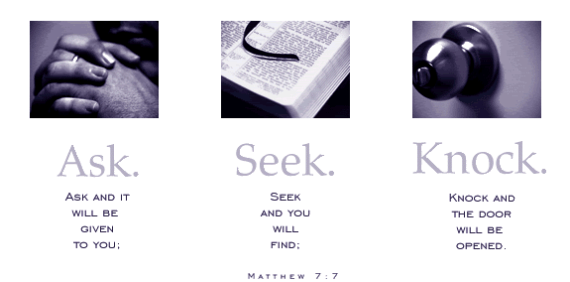 Ask.
Ask and it
will be
given
to you;
Seek.
Seek
and you
will
find;
Knock.
Knock and
the door
will be
opened.
Matthew 7:7